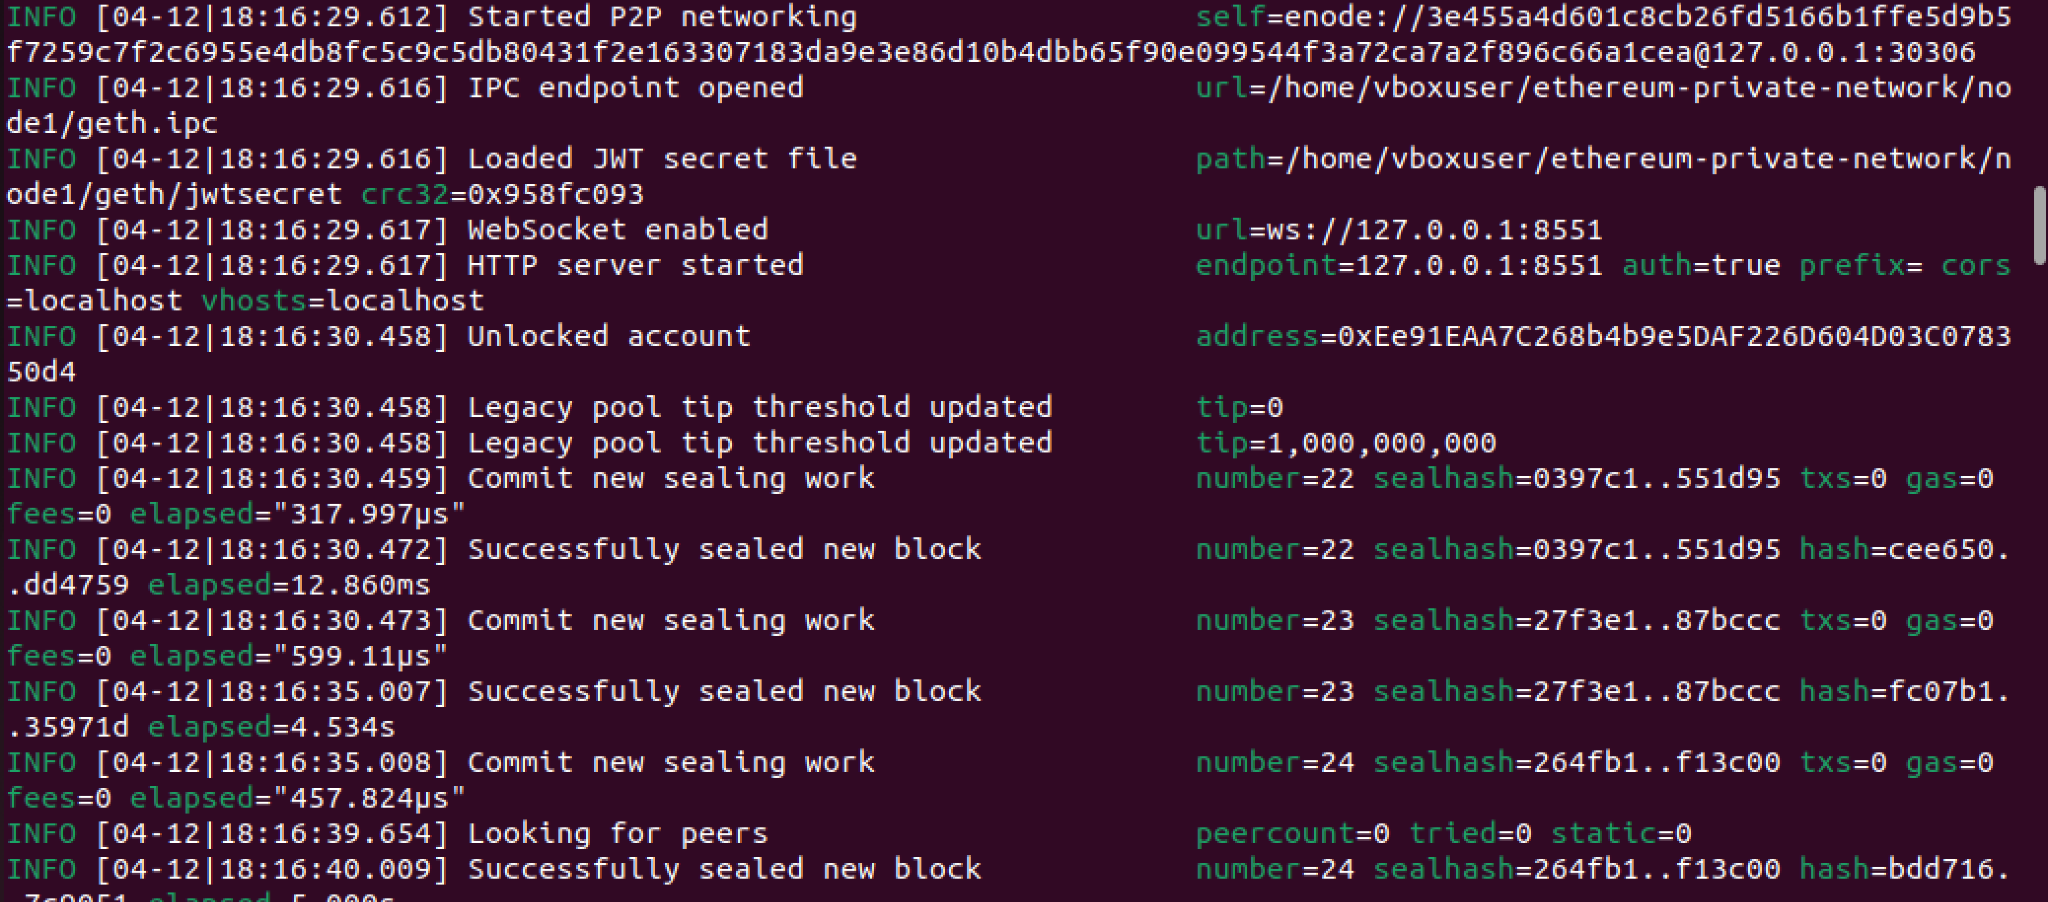 INFO [04-12|18:16:29.612] Started P2P networking self=enode://3e455a4d601c8cb26fd5166b1ffe5d9b5
f7259c7f2c6955e4db8fc5c9c5db80431f2e163307183da9e3e86d10b4dbb65f90e099544f3a72ca7a2f896c66a1cea@127.0.0.1:30306
INFO [04-12|18:16:29.616] IPC endpoint opened url=/home/vboxuser/ethereum-private-network/no
de1/geth.ipc
INFO [04-12|18:16:29.616] Loaded JWT secret file path=/home/vboxuser/ethereum-private-network/n
ode1/geth/jwtsecret crc32=0x958fc093
INFO [04-12|18:16:29.617] WebSocket enabled url=ws://127.0.0.1:8551
INFO [04-12|18:16:29.617] HTTP server started endpoint=127.0.0.1:8551 auth=true prefix= cors
=localhost vhosts=localhost
INFO [04-12|18:16:30.458] Unlocked account address=0xEe91EAA7C268b4b9e5DAF226D604D03C0783
50d4
INFO [04-12|18:16:30.458] Legacy pool tip threshold updated tip=0
INFO [04-12|18:16:30.458] Legacy pool tip threshold updated tip=1,000,000,000
INFO [04-12|18:16:30.459] Commit new sealing work number=22 sealhash=0397c1..551d95 txs=0 gas=0
fees=0 elapsed="317.997µs"
INFO [04-12|18:16:30.472] Successfully sealed new block number=22 sealhash=0397c1..551d95 hash=cee650.
.dd4759 elapsed=12.860ms
INFO [04-12|18:16:30.473] Commit new sealing work number=23 sealhash=27f3e1..87bccc txs=0 gas=0
fees=0 elapsed="599.11µs"
INFO [04-12|18:16:35.007] Successfully sealed new block number=23 sealhash=27f3e1..87bccc hash=fc07b1.
.35971d elapsed=4.534s
INFO [04-12|18:16:35.008] Commit new sealing work number=24 sealhash=264fb1..f13c00 txs=0 gas=0
fees=0 elapsed="457.824µs"
INFO [04-12|18:16:39.654] Looking for peers peercount=0 tried=0 static=0
INFO [04-12|18:16:40.009] Successfully sealed new block number=24 sealhash=264fb1..f13c00 hash=bdd716.
elapsed